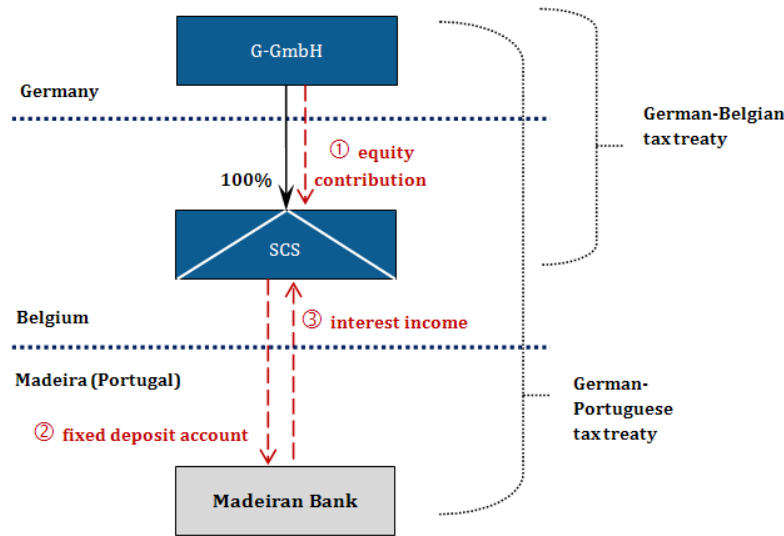 G-GmbH
Germany
German-Belgian
tax treaty
① equity
contribution
100%
SCS
Belgium
③ interest income
Madeira (Portugal)
German-
Portuguese
tax treaty
② fixed deposit account
Madeiran Bank